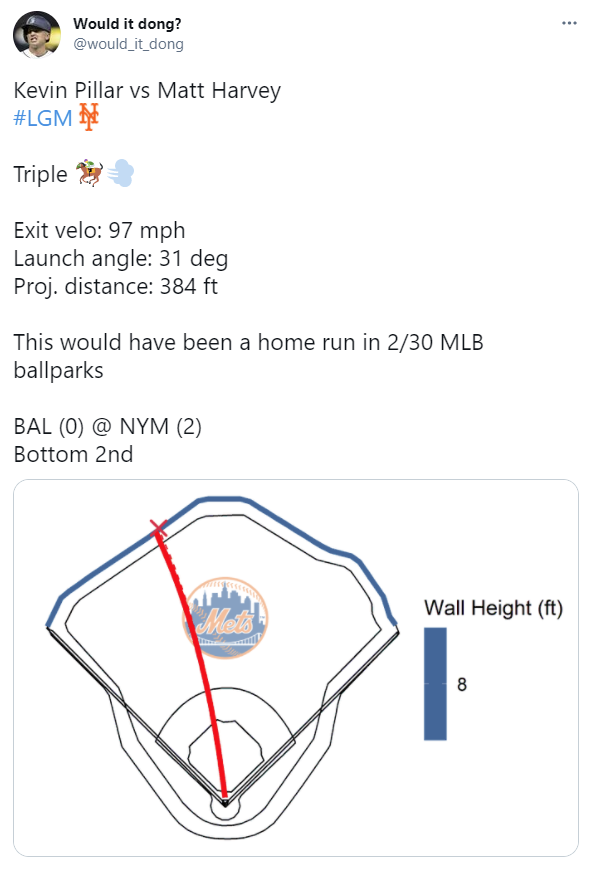 Would it dong?
@would_it_dong
Kevin Pillar vs Matt Harvey
#LGM
Triple 🏇💨
Exit velo: 97 mph
Launch angle: 31 deg
Proj. distance: 384 ft
This would have been a home run in 2/30 MLB
ballparks
BAL (0) @ NYM (2)
Bottom 2nd
Mets
Wall Height (ft)
8